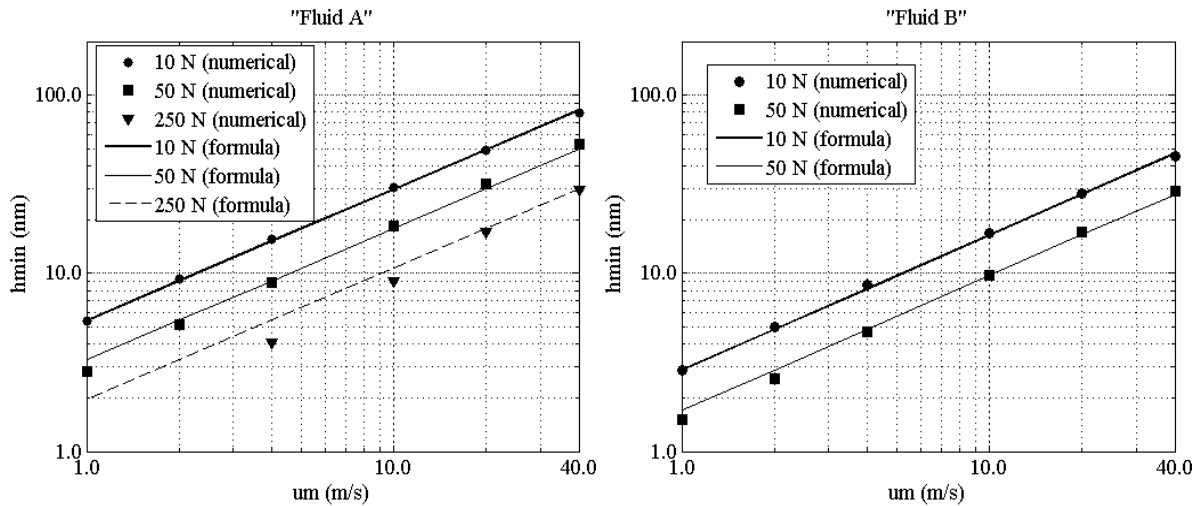 "Fluid A"
10 N (numerical)
50 N (numerical)
250 N (numerical)
10 N (formula)
50 N (formula)
250 N (formula)
100.0
10.0
1.0
hmin (nm)
1.0
10.0
40.0
um (m/s)
"Fluid B"
10 N (numerical)
50 N (numerical)
10 N (formula)
50 N (formula)
100.0
10.0
1.0
hmin (nm)
1.0
10.0
40.0
um (m/s)